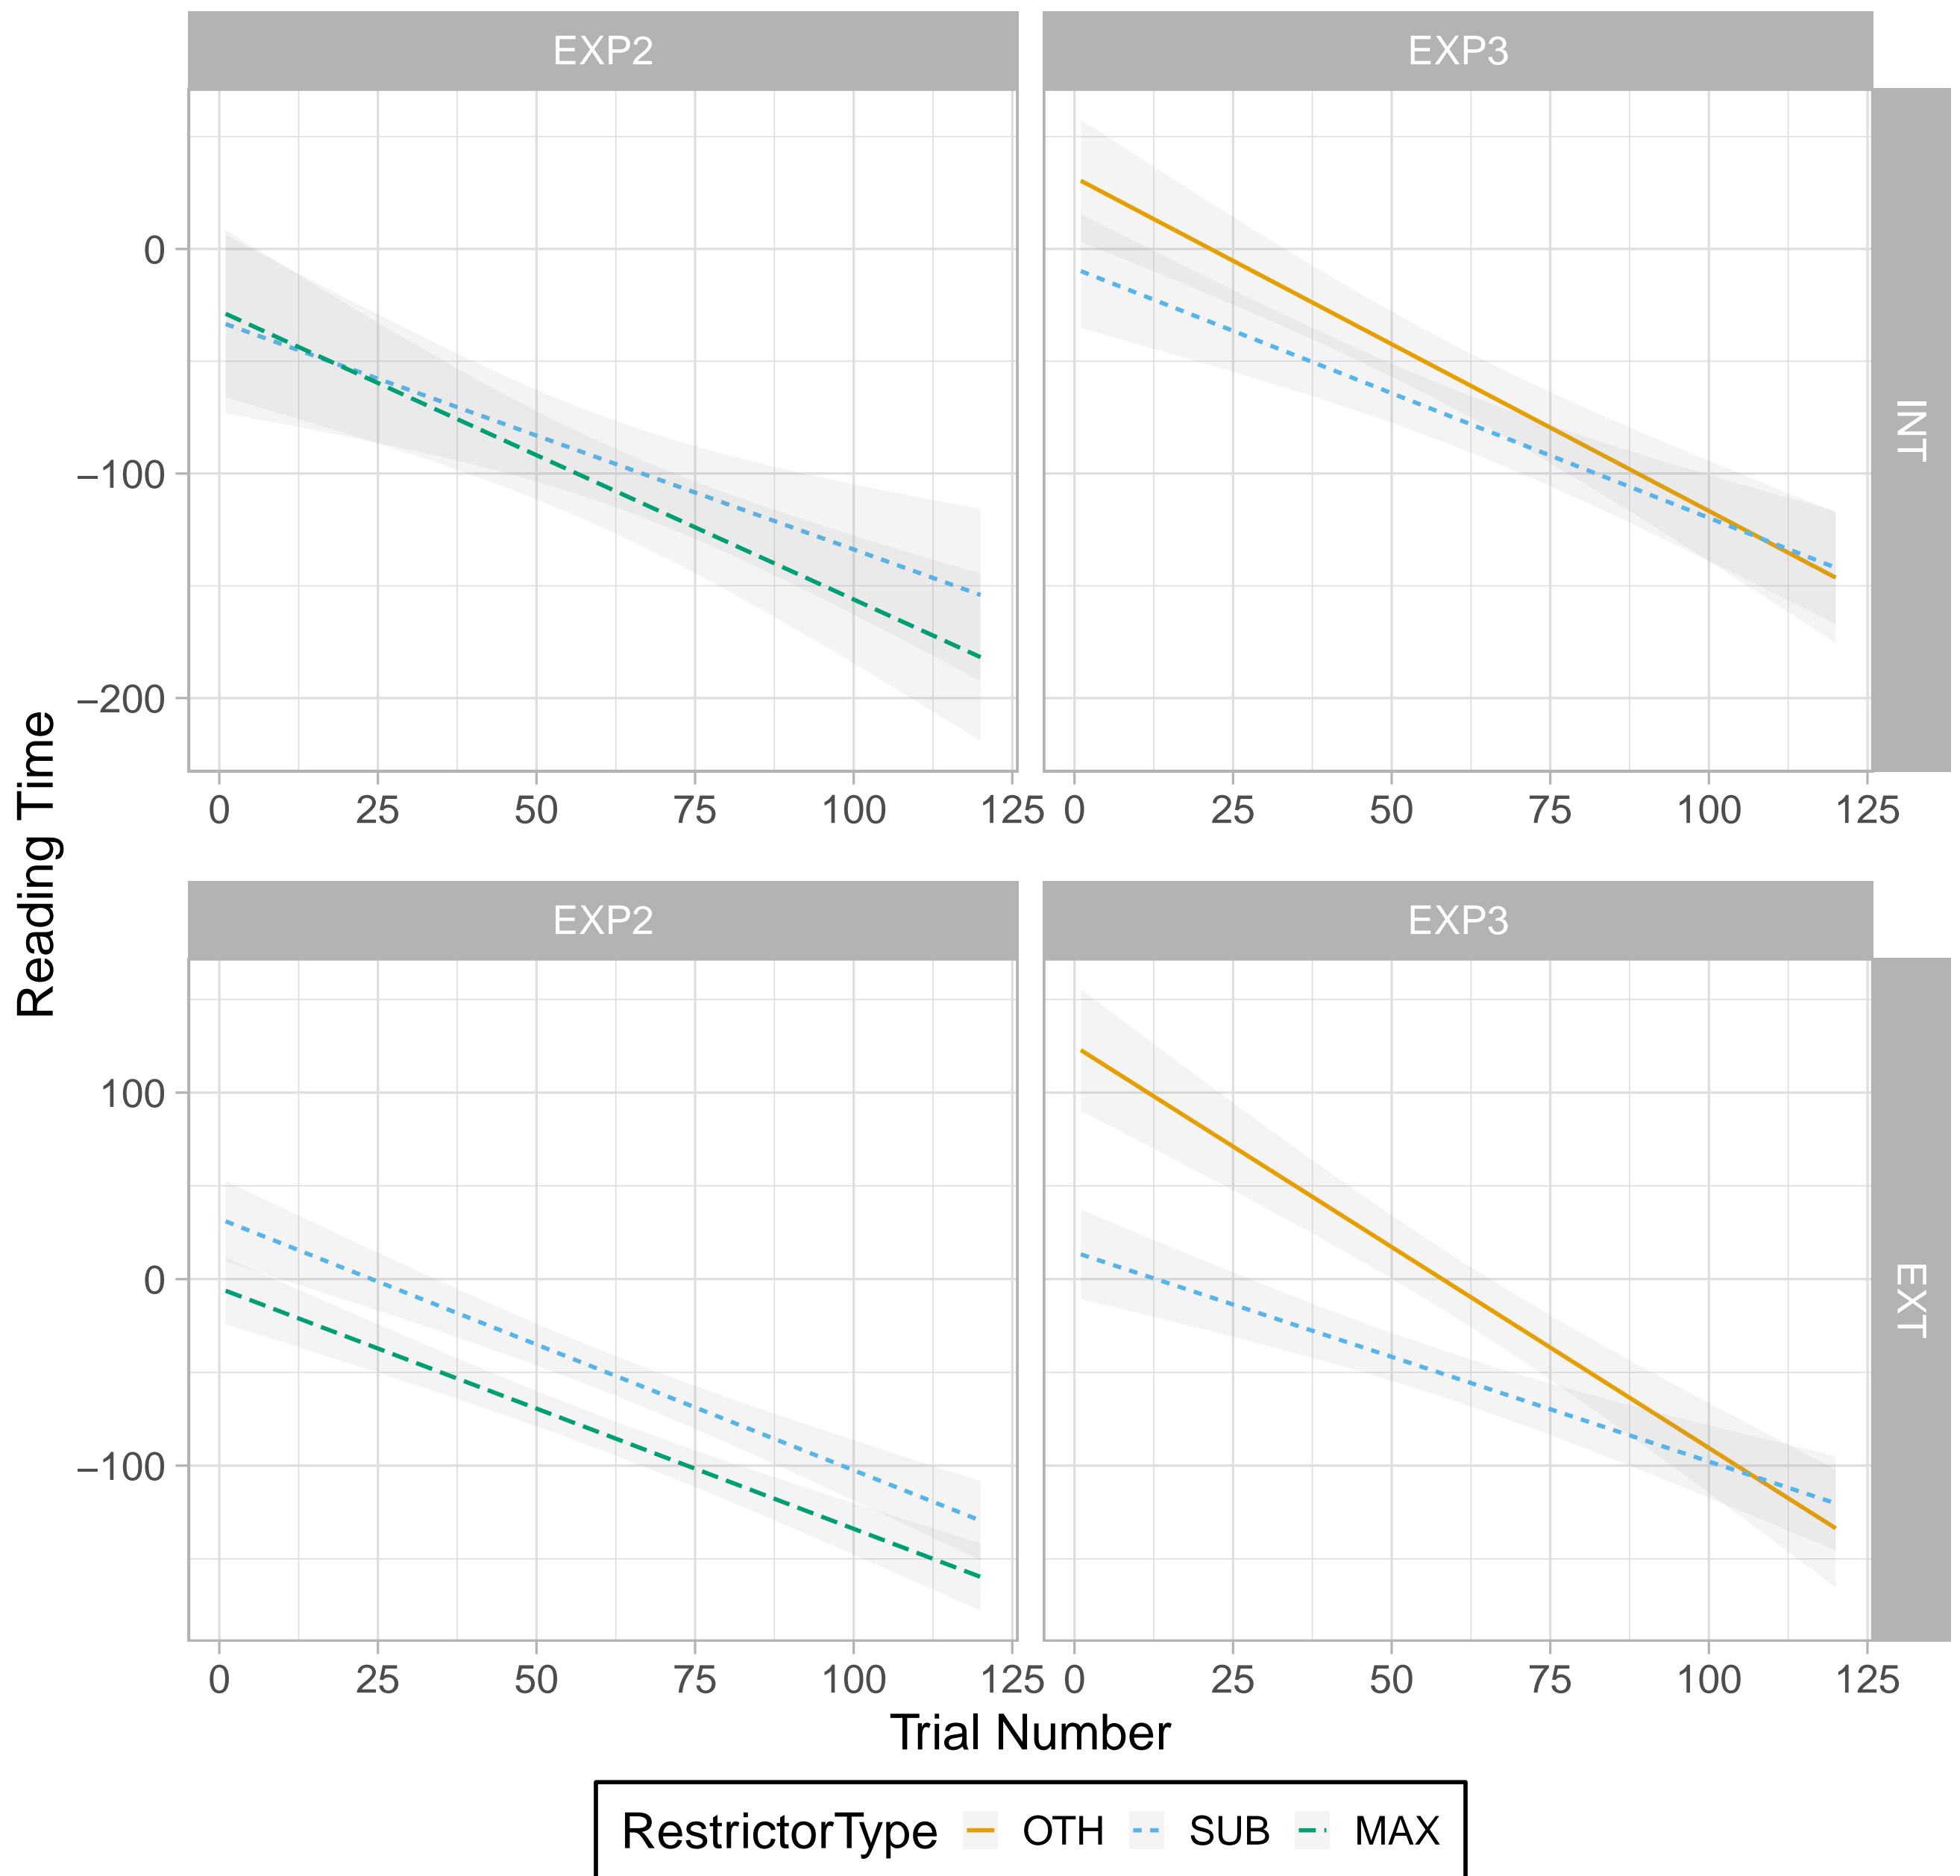 EXP2 EXP3
INT
0
−100
−200
0 25 50 75 100 125 0 25 50 75 100 125
Reading Time
EXP2 EXP3
EXT
100
0
−100
0 25 50 75 100 125 0 25 50 75 100 125
Trial Number
RestrictorType OTH SUB MAX